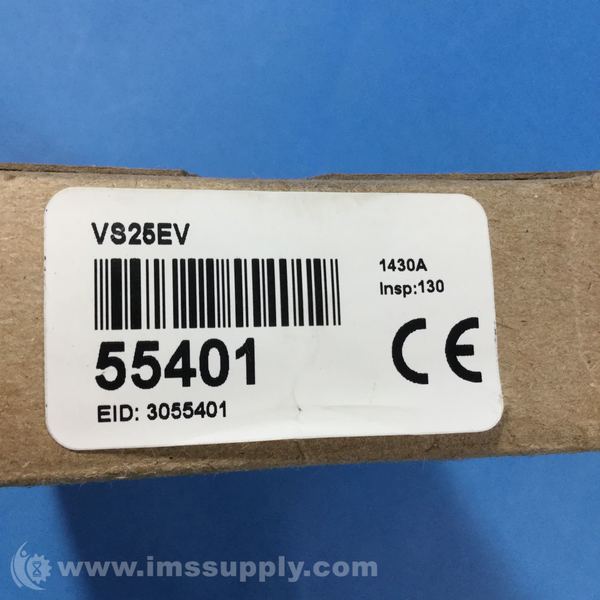 VS25EV
1430A
Insp:130
55401
CE
EID: 3055401
www.imssupply.com